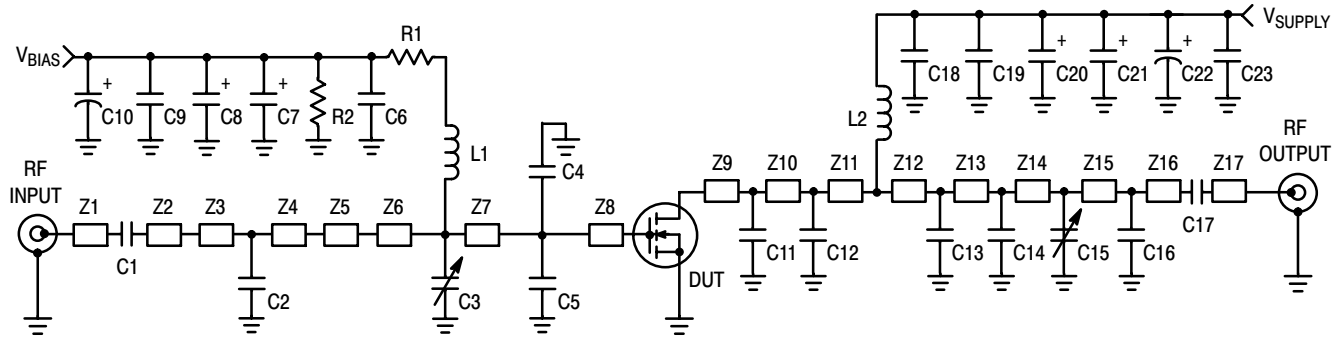 V_BIAS
R1
V_SUPPLY
+ + +
C10 C9 C8 C7 R2 C6
+ + +
C18 C19 C20 C21 C22 C23
L1
L2
C4
RF
INPUT
RF
OUTPUT
Z1 Z2 Z3 Z4 Z5 Z6 Z7 Z8
Z9 Z10 Z11 Z12 Z13 Z14 Z15 Z16 Z17
C1
C2
C3
C5
DUT
C11 C12 C13 C14 C15 C16
C17